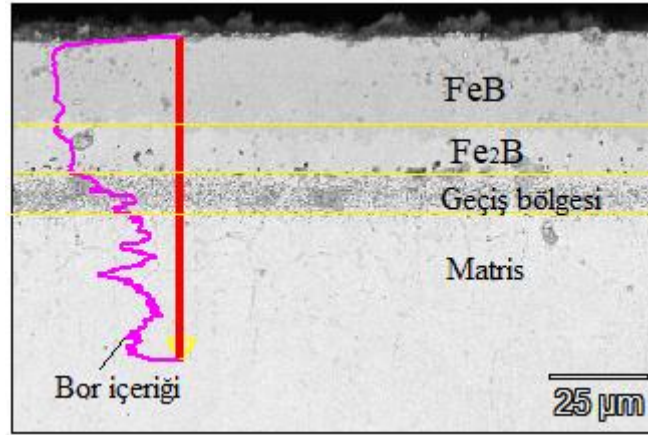 FeB
Fe₂B
Geçiş bölgesi
Matris
Bor içeriği
25 µm